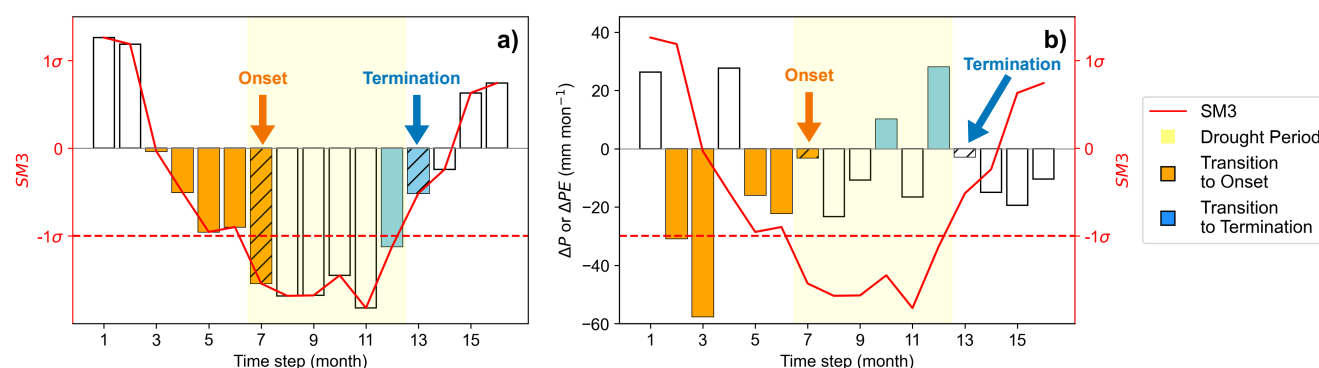 a)
Onset
Termination
1σ
0
-1σ
SM3
1 3 5 7 9 11 13 15
Time step (month)
b)
Onset
Termination
40
20
0
−20
−40
−60
ΔP or ΔPE (mm mon⁻¹)
1σ
0
-1σ
SM3
1 3 5 7 9 11 13 15
Time step (month)
SM3
Drought Period
Transition
to Onset
Transition
to Termination